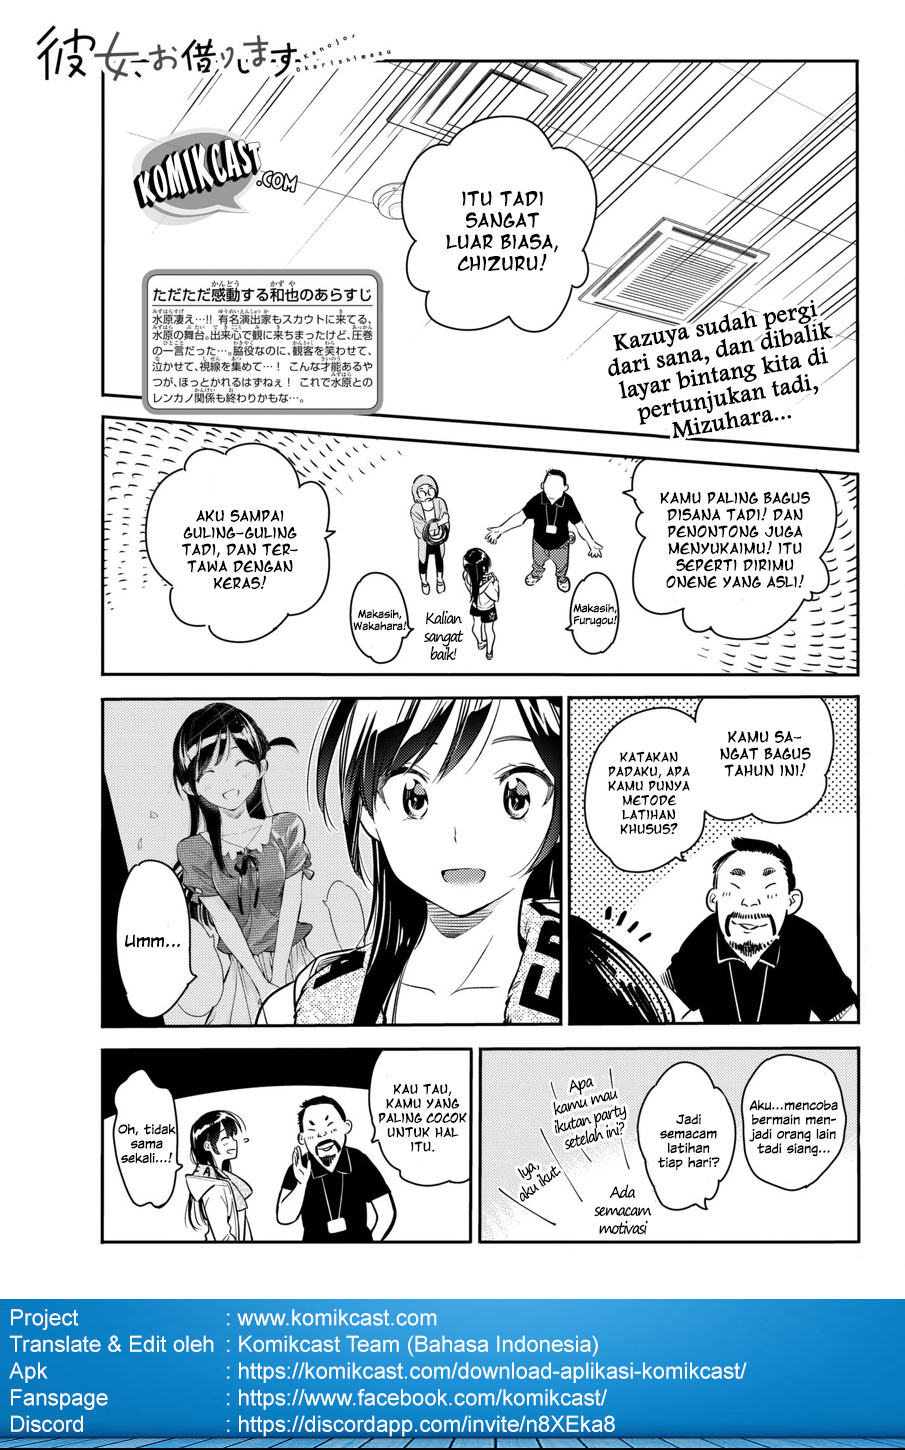 彼女、お借りします
Kanojo, okarishimasu
KOMIKCAST
.COM
ITU TADI
SANGAT
LUAR BIASA,
CHIZURU!
ただただ感動する和也のあらすじ
水原凄え…!! 有名演出家もスカウトに来てる、
水原の舞台。出来心で観に来ちまったけど、圧巻
の一言だった…。脇役なのに、観客を笑わせて、
泣かせて、視線を集めて…！ こんな才能あるや
つが、ほっとかれるはずねぇ！ これで水原との
レンカノ関係も終わりかもな…。
Kazuya sudah pergi
dari sana, dan dibalik
layar bintang kita di
pertunjukan tadi,
Mizuhara...
KAMU PALING BAGUS
DISANA TADI! DAN
PENONTONG JUGA
MENYUKAIMU! ITU
SEPERTI DIRIMU
ONENE YANG ASLI!
AKU SAMPAI
GULING-GULING
TADI, DAN TER-
TAWA DENGAN
KERAS!
Makasih,
Furugou!
Kalian
sangat
baik!
Makasih,
Wakahara!
KAMU SA-
NGAT BAGUS
TAHUN INI!
KATAKAN
PADAKU, APA
KAMU PUNYA
METODE
LATIHAN
KHUSUS?
Umm...
Aku...mencoba
bermain men-
jadi orang lain
tadi siang...
Jadi
semacam
latihan
tiap hari?
Ada
semacam
motivasi
Apa
kamu mau
ikutan party
setelah ini?
Iya,
aku ikut
KAU TAU,
KAMU YANG
PALING COCOK
UNTUK HAL
ITU.
Oh, tidak
sama
sekali...!
Project : www.komikcast.com
Translate & Edit oleh : Komikcast Team (Bahasa Indonesia)
Apk : https://komikcast.com/download-aplikasi-komikcast/
Fanspage : https://www.facebook.com/komikcast/
Discord : https://discordapp.com/invite/n8XEka8